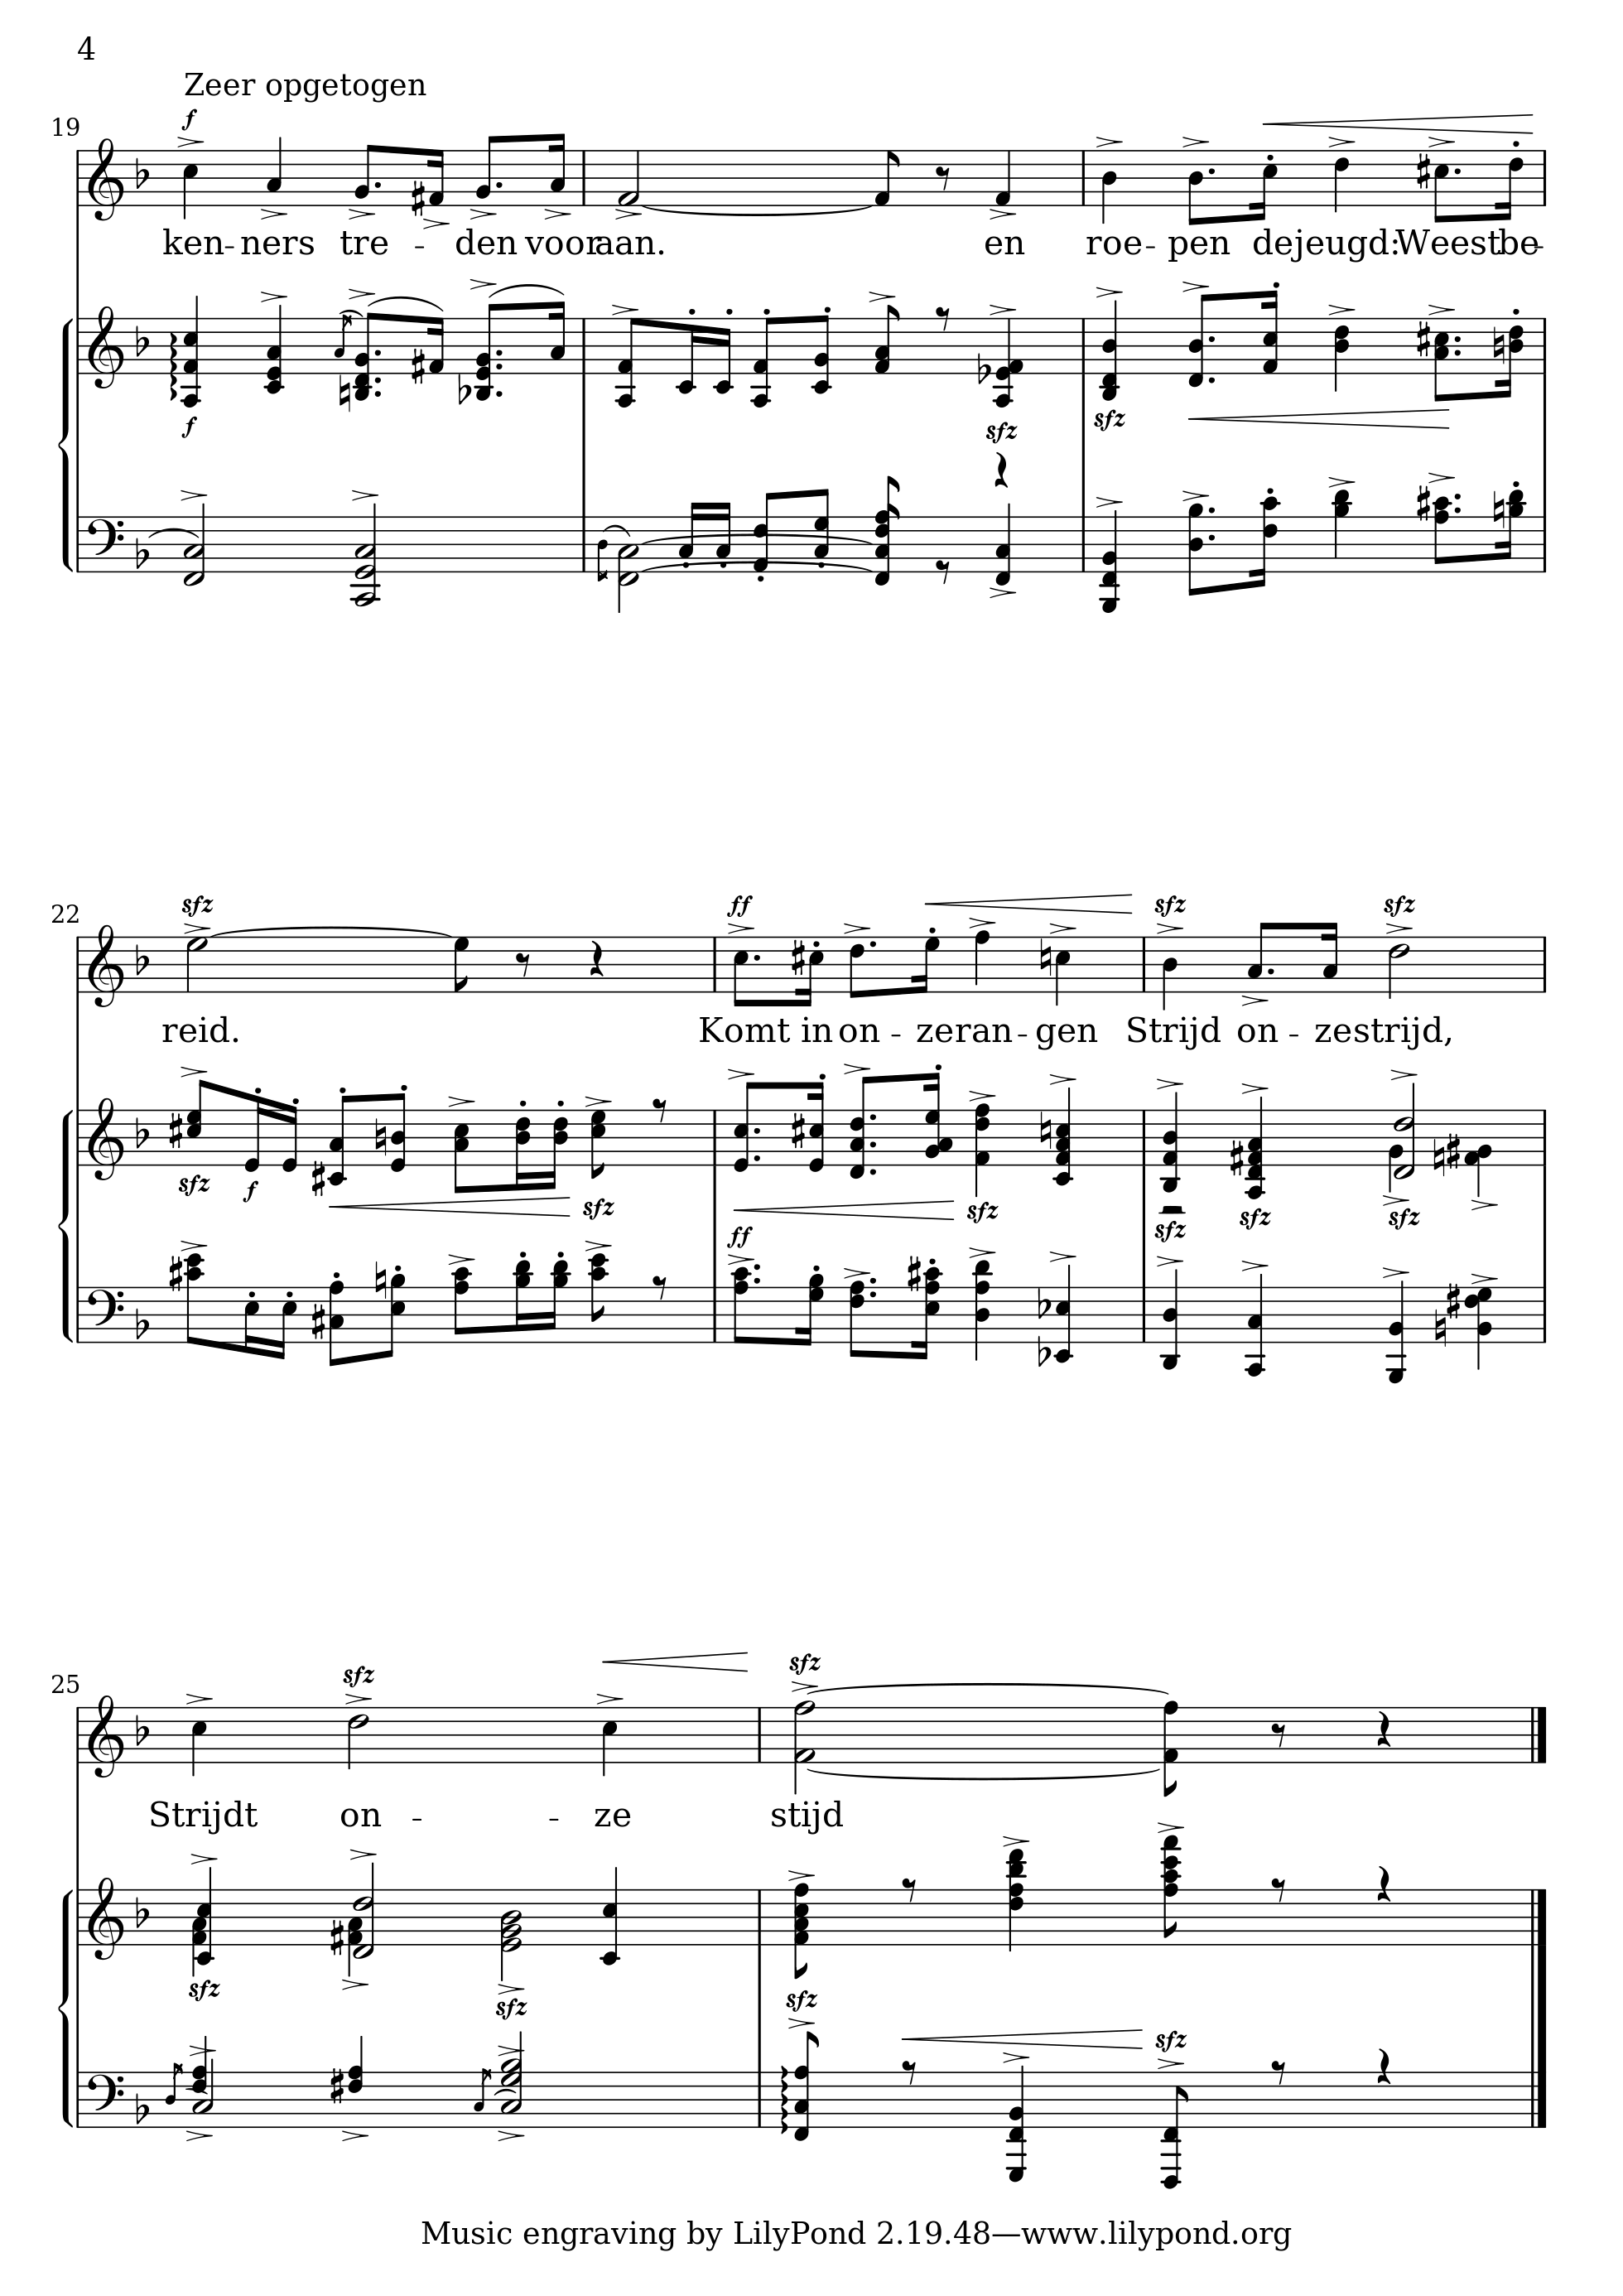 4
Zeer opgetogen
19
f
ken - ners tre - den voor aan. en roe - pen de jeugd: Weest be -
f sfz sfz
22
sfz ff sfz sfz
reid. Komt in on - ze ran - gen Strijd on - ze strijd,
sfz f sfz sfz sfz sfz sfz
ff
25
sfz sfz
Strijdt on - - ze stijd
sfz sfz sfz
sfz
Music engraving by LilyPond 2.19.48—www.lilypond.org